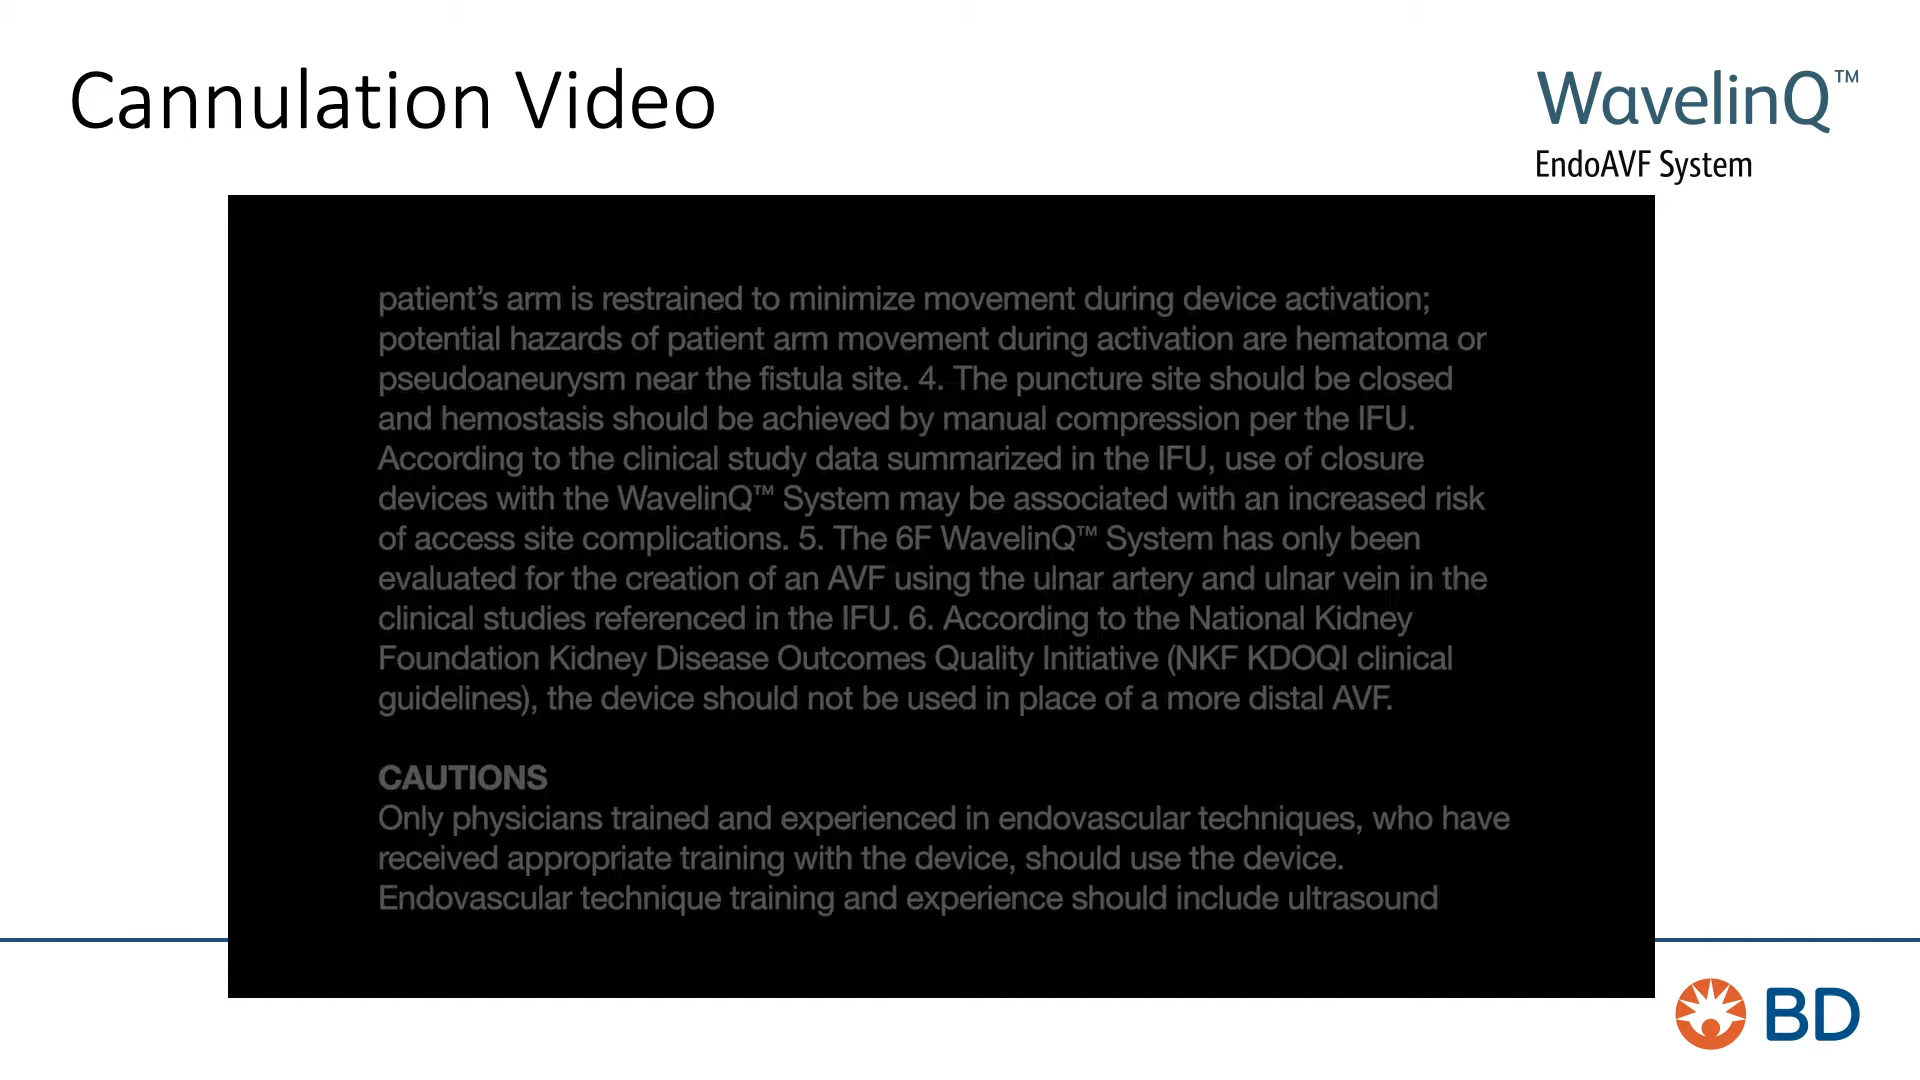 Cannulation Video
WavelinQ™
EndoAVF System
patient’s arm is restrained to minimize movement during device activation;
potential hazards of patient arm movement during activation are hematoma or
pseudoaneurysm near the fistula site. 4. The puncture site should be closed
and hemostasis should be achieved by manual compression per the IFU.
According to the clinical study data summarized in the IFU, use of closure
devices with the WavelinQ™ System may be associated with an increased risk
of access site complications. 5. The 6F WavelinQ™ System has only been
evaluated for the creation of an AVF using the ulnar artery and ulnar vein in the
clinical studies referenced in the IFU. 6. According to the National Kidney
Foundation Kidney Disease Outcomes Quality Initiative (NKF KDOQI clinical
guidelines), the device should not be used in place of a more distal AVF.
CAUTIONS
Only physicians trained and experienced in endovascular techniques, who have
received appropriate training with the device, should use the device.
Endovascular technique training and experience should include ultrasound
BD